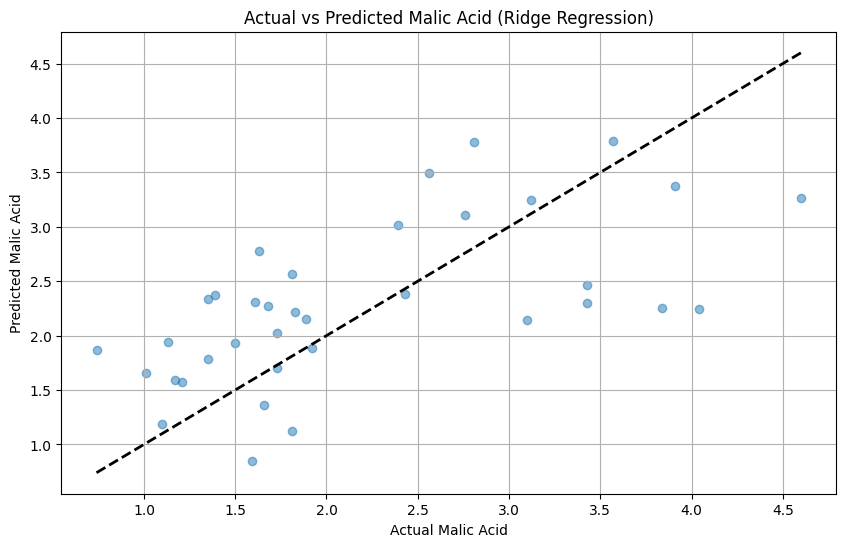 Actual vs Predicted Malic Acid (Ridge Regression)
4.5
4.0
3.5
3.0
2.5
2.0
1.5
1.0
Predicted Malic Acid
1.0 1.5 2.0 2.5 3.0 3.5 4.0 4.5
Actual Malic Acid